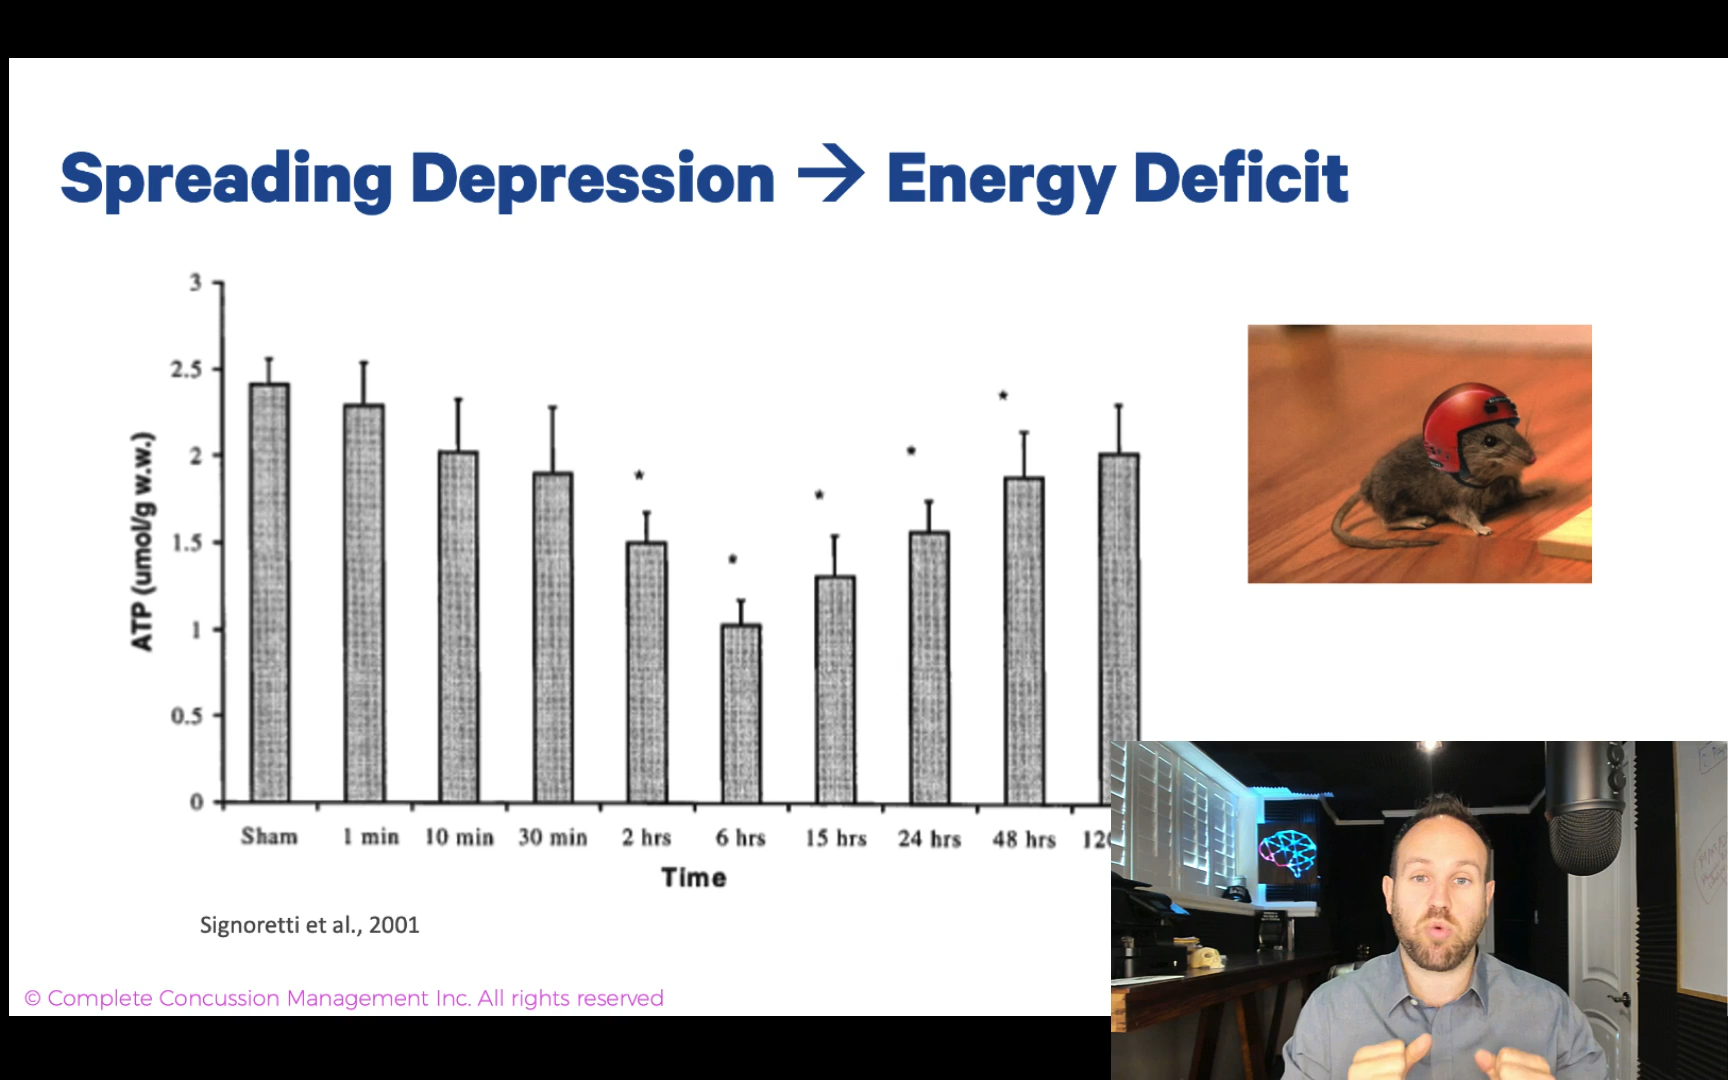 Spreading Depression → Energy Deficit
3
2.5
2
1.5
1
0.5
0
ATP (umol/g w.w.)
* * * * *
Sham 1 min 10 min 30 min 2 hrs 6 hrs 15 hrs 24 hrs 48 hrs
Time
Signoretti et al., 2001
© Complete Concussion Management Inc. All rights reserved